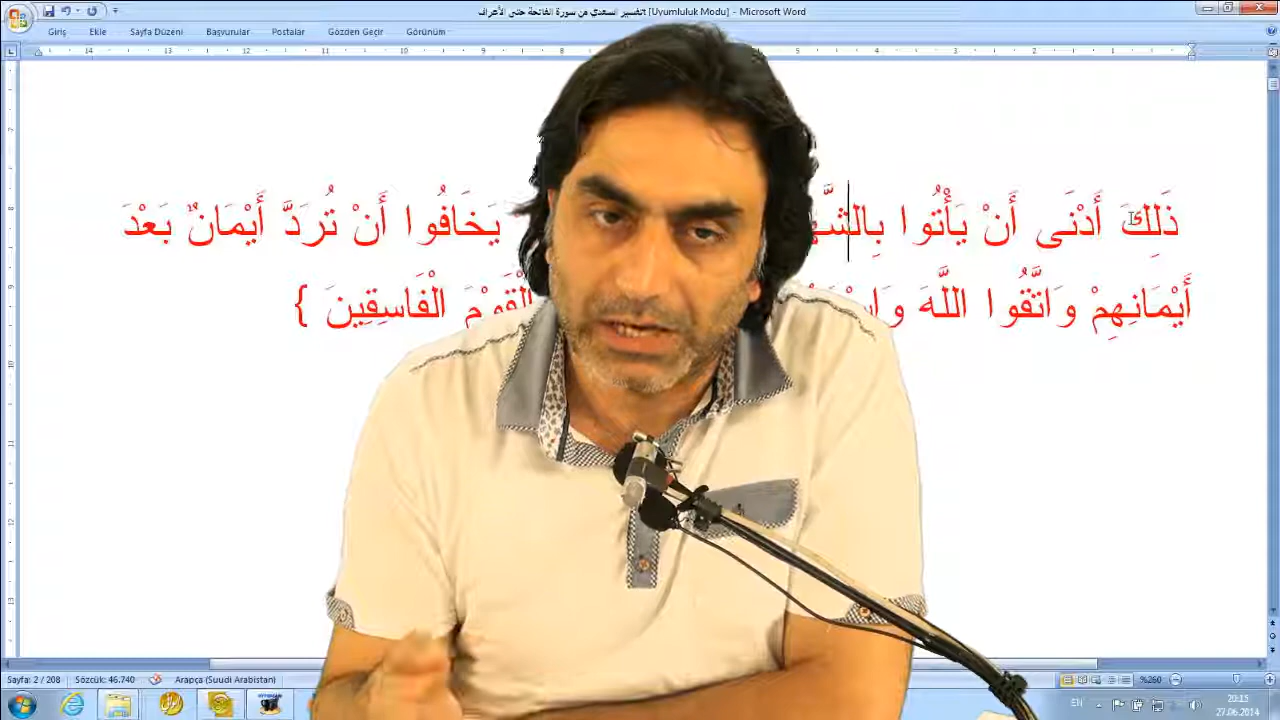 تفسير السعدي من سورة الفاتحة حتى الأعراف [Uyumluluk Modu] - Microsoft Word
Giriş Ekle Sayfa Düzeni Başvurular Postalar Gözden Geçir Görünüm
ذَلِكَ أَدْنَى أَنْ يَأْتُوا يَخَافُوا أَنْ تُرَدَّ أَيْمَانٌ بَعْدَ
أَيْمَانِهِمْ وَاتَّقُوا اللَّهَ الْقَوْمَ الْفَاسِقِينَ }
Sayfa: 2 / 208 Sözcük: 46.740 Arapça (Suudi Arabistan) %260
EN 20:15
27.06.2014